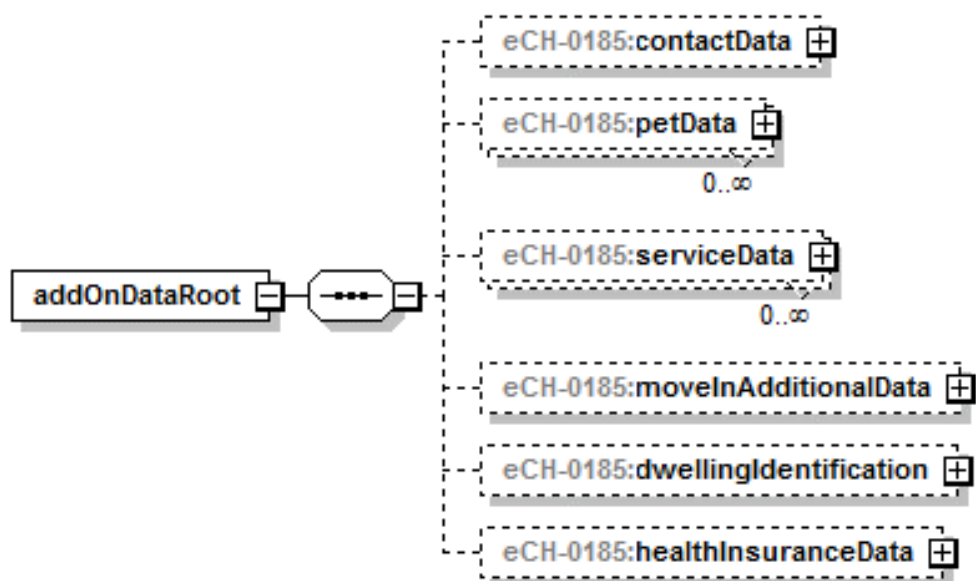 eCH-0185:contactData
eCH-0185:petData
0..∞
eCH-0185:serviceData
addOnDataRoot
0..∞
eCH-0185:moveInAdditionalData
eCH-0185:dwellingIdentification
eCH-0185:healthInsuranceData